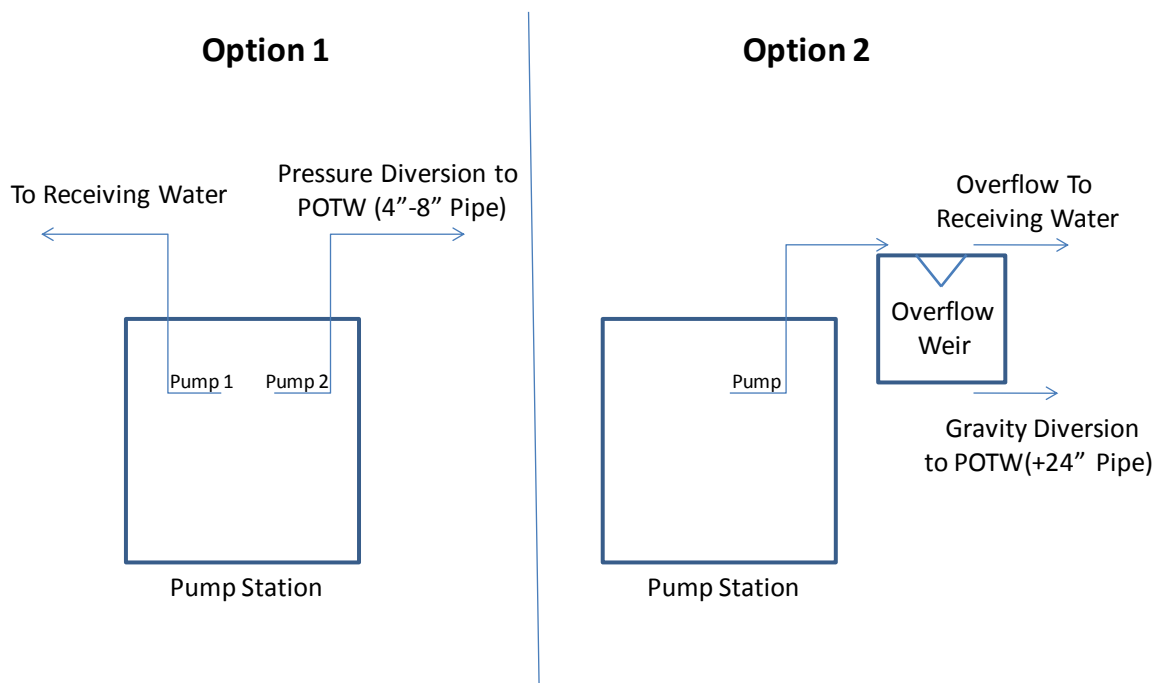 Option 1
To Receiving Water
Pressure Diversion to
POTW (4”-8” Pipe)
Pump 1
Pump 2
Pump Station
Option 2
Overflow To
Receiving Water
Overflow
Weir
Pump
Gravity Diversion
to POTW(+24” Pipe)
Pump Station